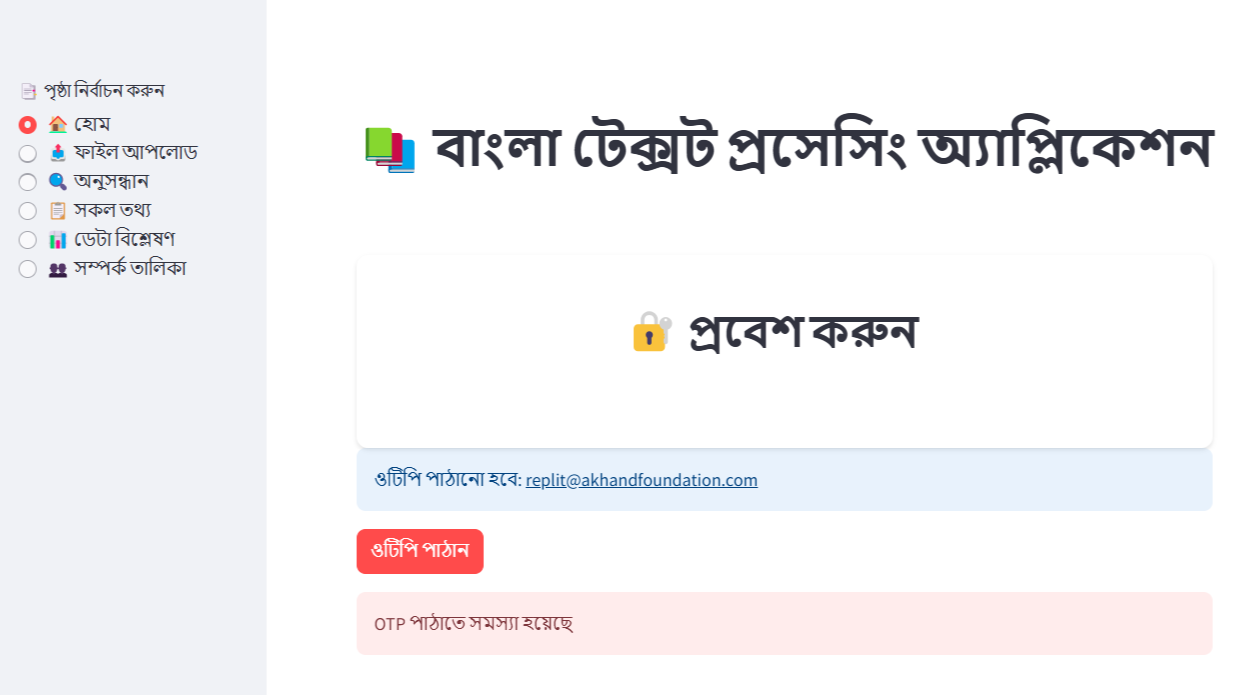 পৃষ্ঠা নির্বাচন করুন
হোম
ফাইল আপলোড
অনুসন্ধান
সকল তথ্য
ডেটা বিশ্লেষণ
সম্পর্ক তালিকা
বাংলা টেক্সট প্রসেসিং অ্যাপ্লিকেশন
প্রবেশ করুন
ওটিপি পাঠানো হবে: replit@akhandfoundation.com
ওটিপি পাঠান
OTP পাঠাতে সমস্যা হয়েছে